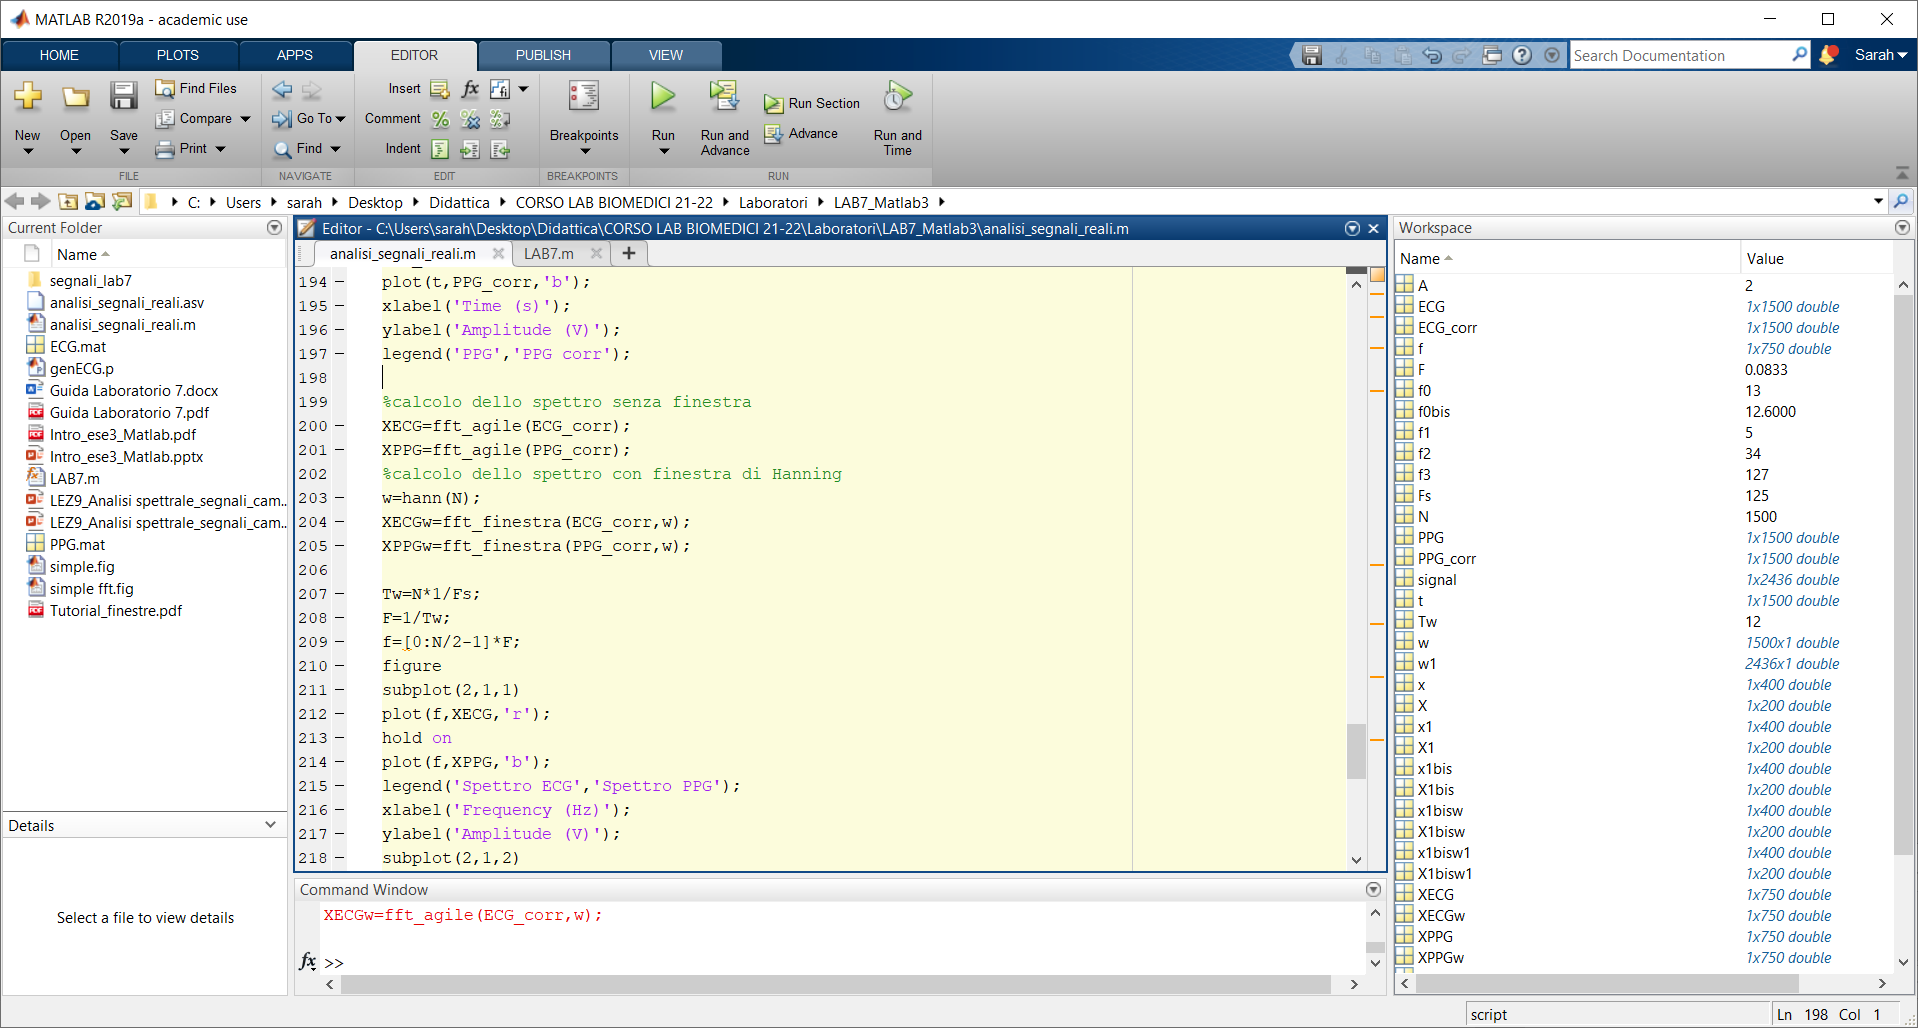 MATLAB R2019a - academic use
HOME PLOTS APPS EDITOR PUBLISH VIEW
Search Documentation
Sarah
New
Open
Save
Find Files
Compare
Print
FILE
Go To
Find
NAVIGATE
Insert
Comment
Indent
EDIT
Breakpoints
BREAKPOINTS
Run
Run and Advance
Run Section
Advance
Run and Time
RUN
C: Users sarah Desktop Didattica CORSO LAB BIOMEDICI 21-22 Laboratori LAB7_Matlab3
Current Folder
Name
segnali_lab7
analisi_segnali_reali.asv
analisi_segnali_reali.m
ECG.mat
genECG.p
Guida Laboratorio 7.docx
Guida Laboratorio 7.pdf
Intro_ese3_Matlab.pdf
Intro_ese3_Matlab.pptx
LAB7.m
LEZ9_Analisi spettrale_segnali_cam...
LEZ9_Analisi spettrale_segnali_cam...
PPG.mat
simple.fig
simple fft.fig
Tutorial_finestre.pdf
Details
Select a file to view details
Editor - C:\Users\sarah\Desktop\Didattica\CORSO LAB BIOMEDICI 21-22\Laboratori\LAB7_Matlab3\analisi_segnali_reali.m
analisi_segnali_reali.m LAB7.m
194 – plot(t,PPG_corr,'b');
195 – xlabel('Time (s)');
196 – ylabel('Amplitude (V)');
197 – legend('PPG','PPG corr');
198
199 %calcolo dello spettro senza finestra
200 – XECG=fft_agile(ECG_corr);
201 – XPPG=fft_agile(PPG_corr);
202 %calcolo dello spettro con finestra di Hanning
203 – w=hann(N);
204 – XECGw=fft_finestra(ECG_corr,w);
205 – XPPGw=fft_finestra(PPG_corr,w);
206
207 – Tw=N*1/Fs;
208 – F=1/Tw;
209 – f=[0:N/2-1]*F;
210 – figure
211 – subplot(2,1,1)
212 – plot(f,XECG,'r');
213 – hold on
214 – plot(f,XPPG,'b');
215 – legend('Spettro ECG','Spettro PPG');
216 – xlabel('Frequency (Hz)');
217 – ylabel('Amplitude (V)');
218 – subplot(2,1,2)
Command Window
XECGw=fft_agile(ECG_corr,w);
fx >>
Workspace
Name Value
A 2
ECG 1x1500 double
ECG_corr 1x1500 double
f 1x750 double
F 0.0833
f0 13
f0bis 12.6000
f1 5
f2 34
f3 127
Fs 125
N 1500
PPG 1x1500 double
PPG_corr 1x1500 double
signal 1x2436 double
t 1x1500 double
Tw 12
w 1500x1 double
w1 2436x1 double
x 1x400 double
X 1x200 double
x1 1x400 double
X1 1x200 double
x1bis 1x400 double
X1bis 1x200 double
x1bisw 1x400 double
X1bisw 1x200 double
x1bisw1 1x400 double
X1bisw1 1x200 double
XECG 1x750 double
XECGw 1x750 double
XPPG 1x750 double
XPPGw 1x750 double
script
Ln 198 Col 1